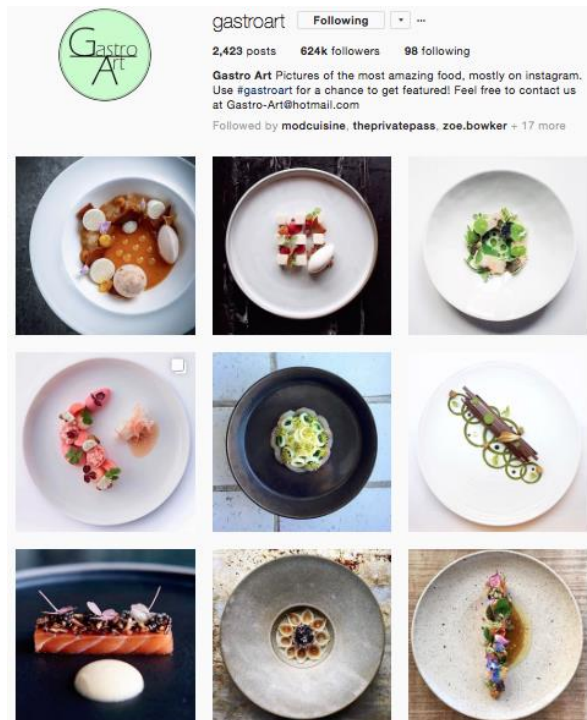 Gastro
Art
gastroart Following ...
2,423 posts 624k followers 98 following
Gastro Art Pictures of the most amazing food, mostly on instagram.
Use #gastroart for a chance to get featured! Feel free to contact us
at Gastro-Art@hotmail.com
Followed by modcuisine, theprivatepass, zoe.bowker + 17 more